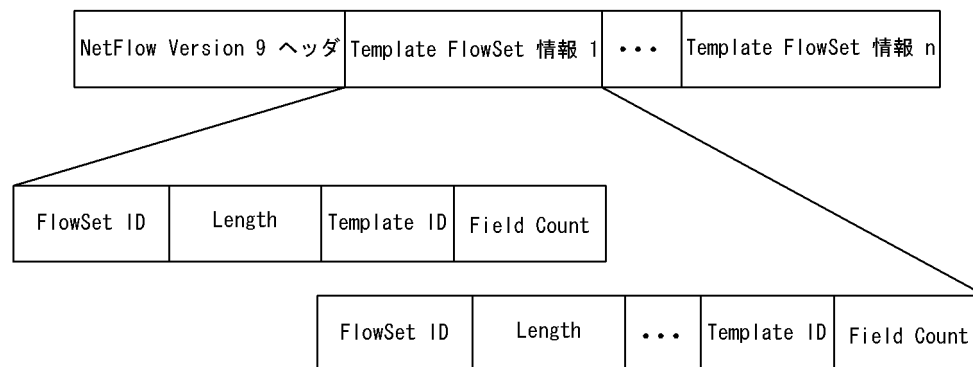 NetFlow Version 9 ヘッダ Template FlowSet 情報 1 ・・・ Template FlowSet 情報 n
FlowSet ID Length Template ID Field Count
FlowSet ID Length ・・・ Template ID Field Count